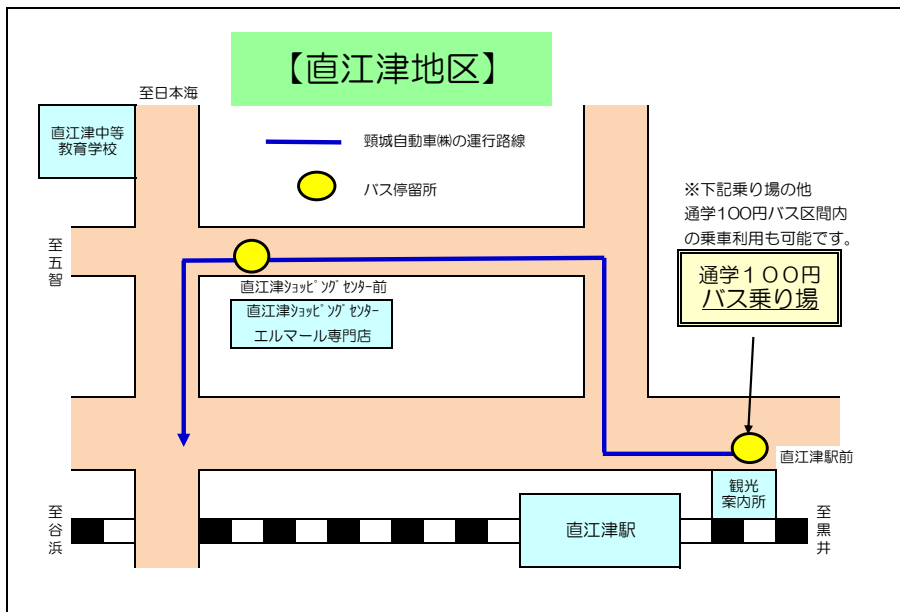 【直江津地区】
至日本海
直江津中等
教育学校
頸城自動車㈱の運行路線
バス停留所
※下記乗り場の他
通学100円バス区間内
の乗車利用も可能です。
至五智
通学100円
バス乗り場
直江津ｼｮｯﾋﾟﾝｸﾞｾﾝﾀｰ前
直江津ｼｮｯﾋﾟﾝｸﾞｾﾝﾀｰ
エルマール専門店
直江津駅前
観光
案内所
至谷浜
直江津駅
至黒井